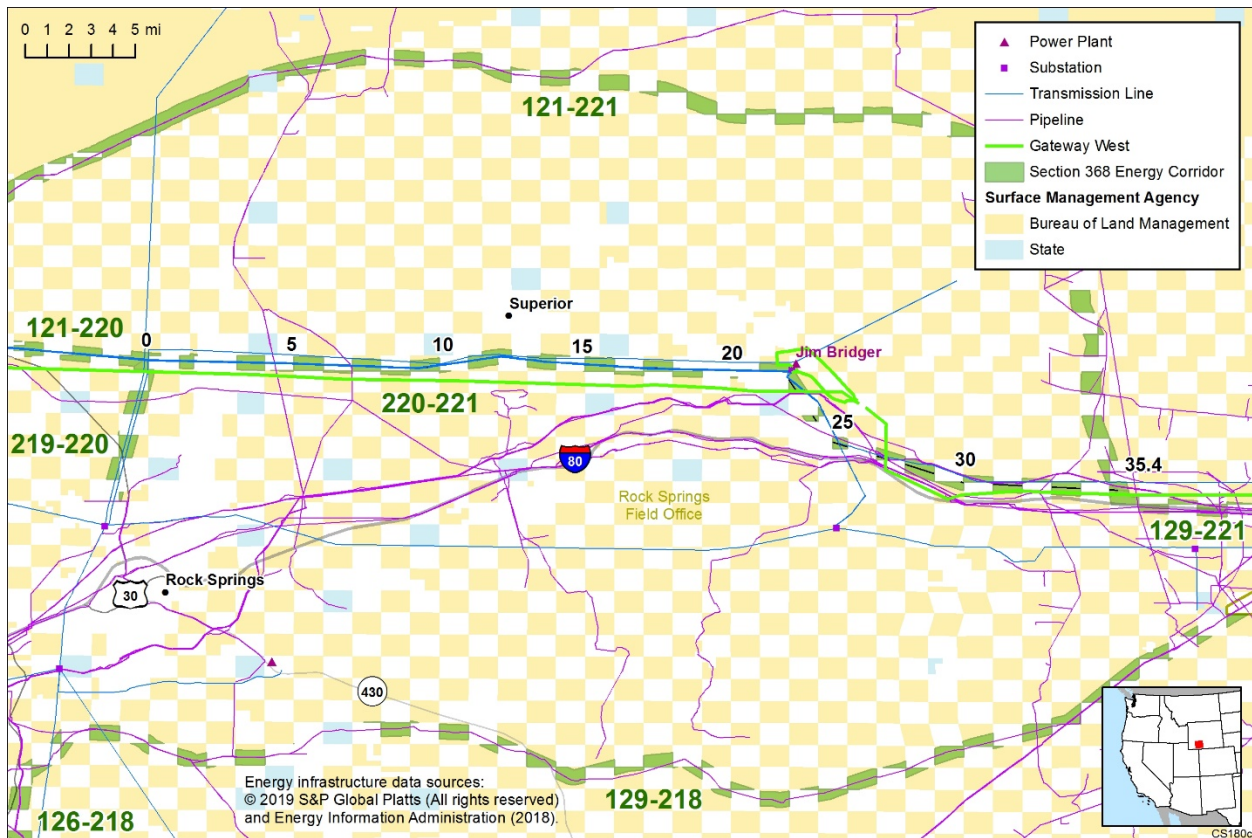 0 1 2 3 4 5 mi
Power Plant
Substation
Transmission Line
Pipeline
Gateway West
Section 368 Energy Corridor
Surface Management Agency
Bureau of Land Management
State
121-221
Superior
121-220
0
5
10
15
20
Jim Bridger
220-221
219-220
25
30
35.4
80
Rock Springs
Field Office
129-221
Rock Springs
30
430
Energy infrastructure data sources:
© 2019 S&P Global Platts (All rights reserved)
and Energy Information Administration (2018).
129-218
126-218
CS180c